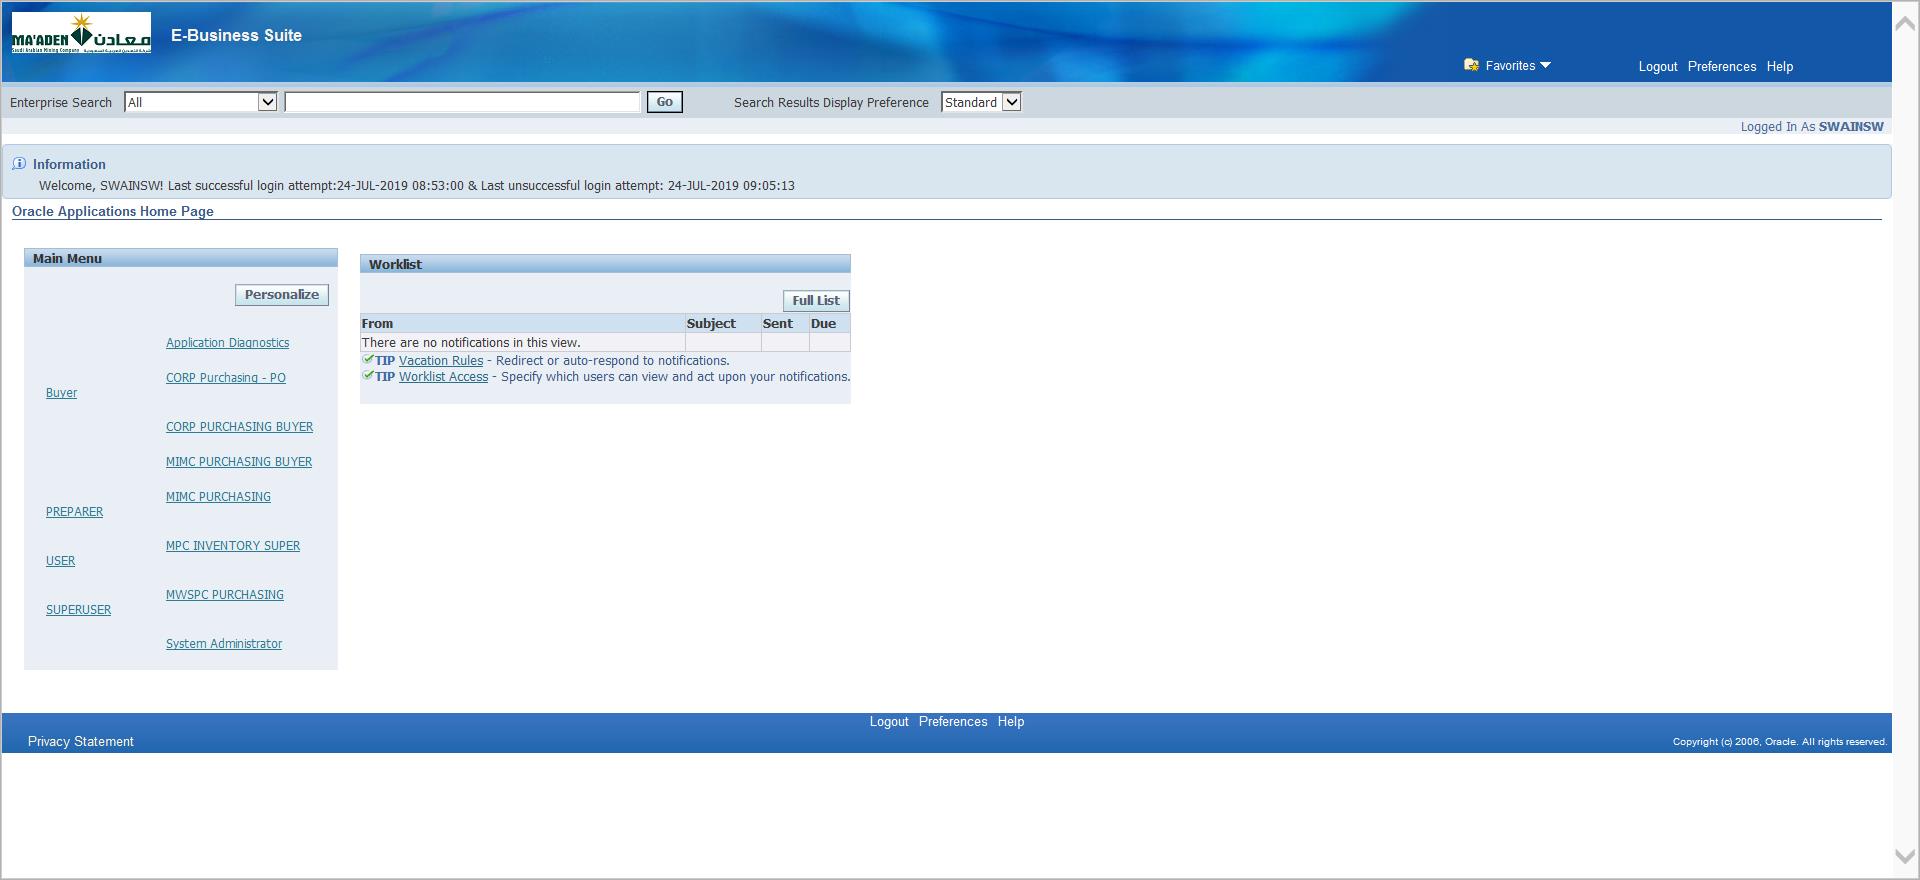 MA'ADEN معادن
Saudi Arabian Mining Company
E-Business Suite
Favorites
Logout Preferences Help
Enterprise Search All Go Search Results Display Preference Standard
Logged In As SWAINSW
Information
Welcome, SWAINSW! Last successful login attempt:24-JUL-2019 08:53:00 & Last unsuccessful login attempt: 24-JUL-2019 09:05:13
Oracle Applications Home Page
Main Menu
Personalize
Application Diagnostics
CORP Purchasing - PO
Buyer
CORP PURCHASING BUYER
MIMC PURCHASING BUYER
MIMC PURCHASING
PREPARER
MPC INVENTORY SUPER
USER
MWSPC PURCHASING
SUPERUSER
System Administrator
Worklist
Full List
From Subject Sent Due
There are no notifications in this view.
TIP Vacation Rules - Redirect or auto-respond to notifications.
TIP Worklist Access - Specify which users can view and act upon your notifications.
Logout Preferences Help
Privacy Statement
Copyright (c) 2006, Oracle. All rights reserved.